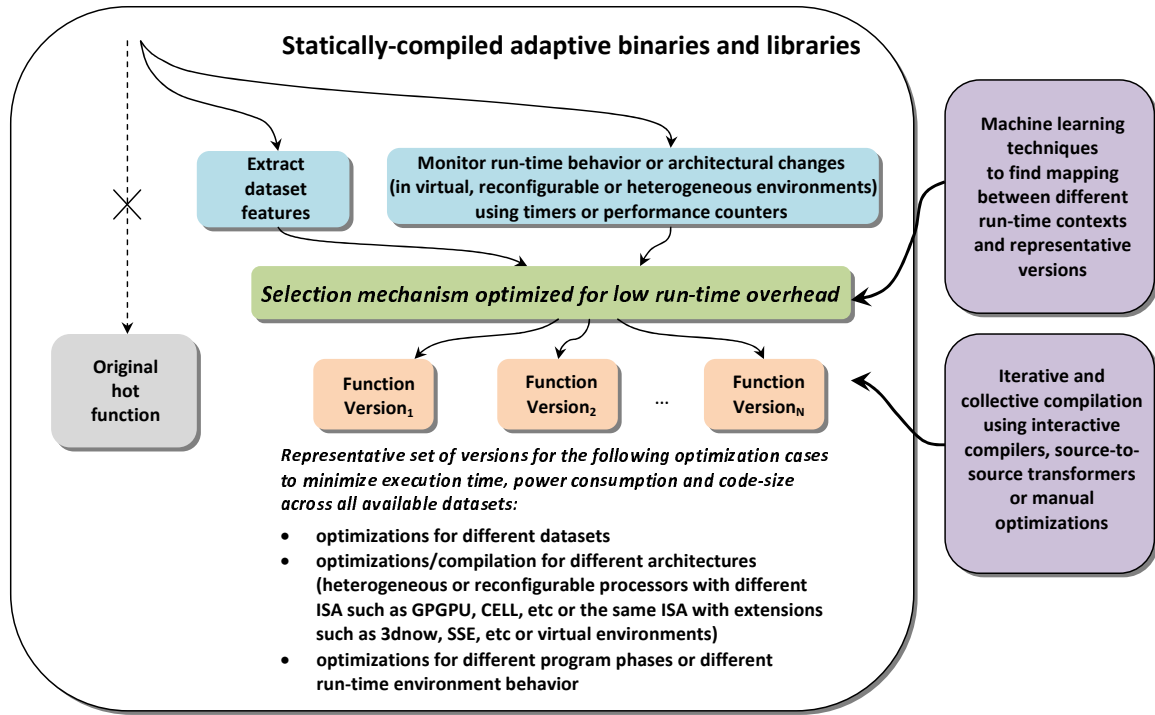 Statically-compiled adaptive binaries and libraries
Extract
dataset
features
Monitor run-time behavior or architectural changes
(in virtual, reconfigurable or heterogeneous environments)
using timers or performance counters
Machine learning
techniques
to find mapping
between different
run-time contexts
and representative
versions
Selection mechanism optimized for low run-time overhead
Original
hot
function
Function
Version₁
Function
Version₂
...
Function
Version_N
Iterative and
collective compilation
using interactive
compilers, source-to-
source transformers
or manual
optimizations
Representative set of versions for the following optimization cases
to minimize execution time, power consumption and code-size
across all available datasets:
• optimizations for different datasets
• optimizations/compilation for different architectures
(heterogeneous or reconfigurable processors with different
ISA such as GPGPU, CELL, etc or the same ISA with extensions
such as 3dnow, SSE, etc or virtual environments)
• optimizations for different program phases or different
run-time environment behavior